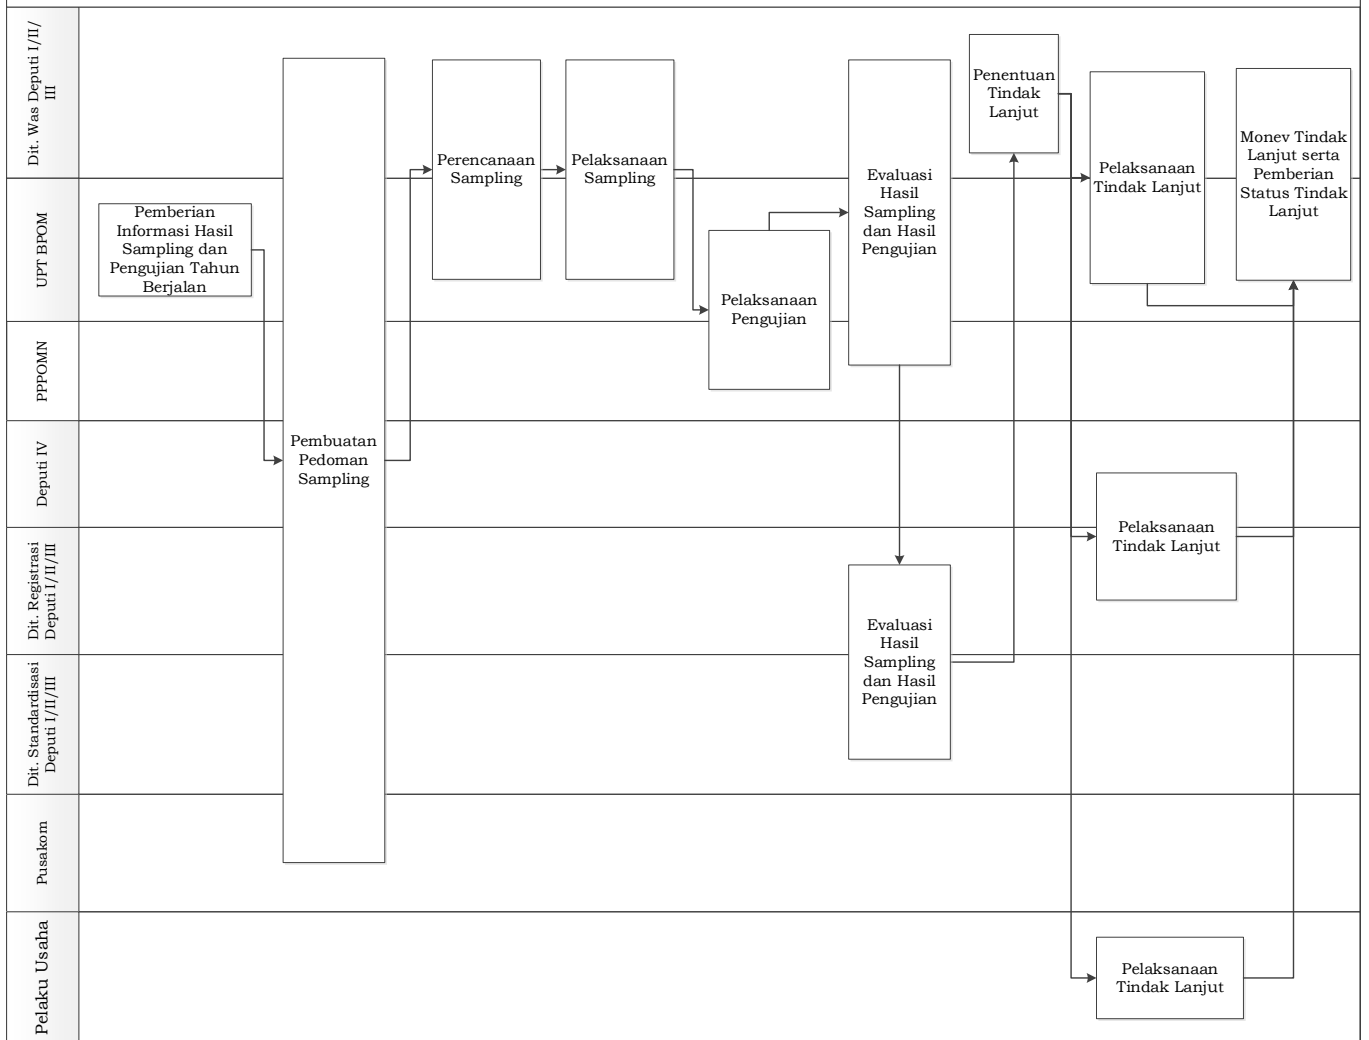 Dit. Was Deputi I/II/
III
UPT BPOM
PPPOMN
Deputi IV
Dit. Registrasi
Deputi I/II/III
Dit. Standardisasi
Deputi I/II/III
Pusakom
Pelaku Usaha
Pemberian
Informasi Hasil
Sampling dan
Pengujian Tahun
Berjalan
Pembuatan
Pedoman
Sampling
Perencanaan
Sampling
Pelaksanaan
Sampling
Pelaksanaan
Pengujian
Evaluasi
Hasil
Sampling
dan Hasil
Pengujian
Evaluasi
Hasil
Sampling
dan Hasil
Pengujian
Penentuan
Tindak
Lanjut
Pelaksanaan
Tindak Lanjut
Pelaksanaan
Tindak Lanjut
Pelaksanaan
Tindak Lanjut
Monev Tindak
Lanjut serta
Pemberian
Status Tindak
Lanjut